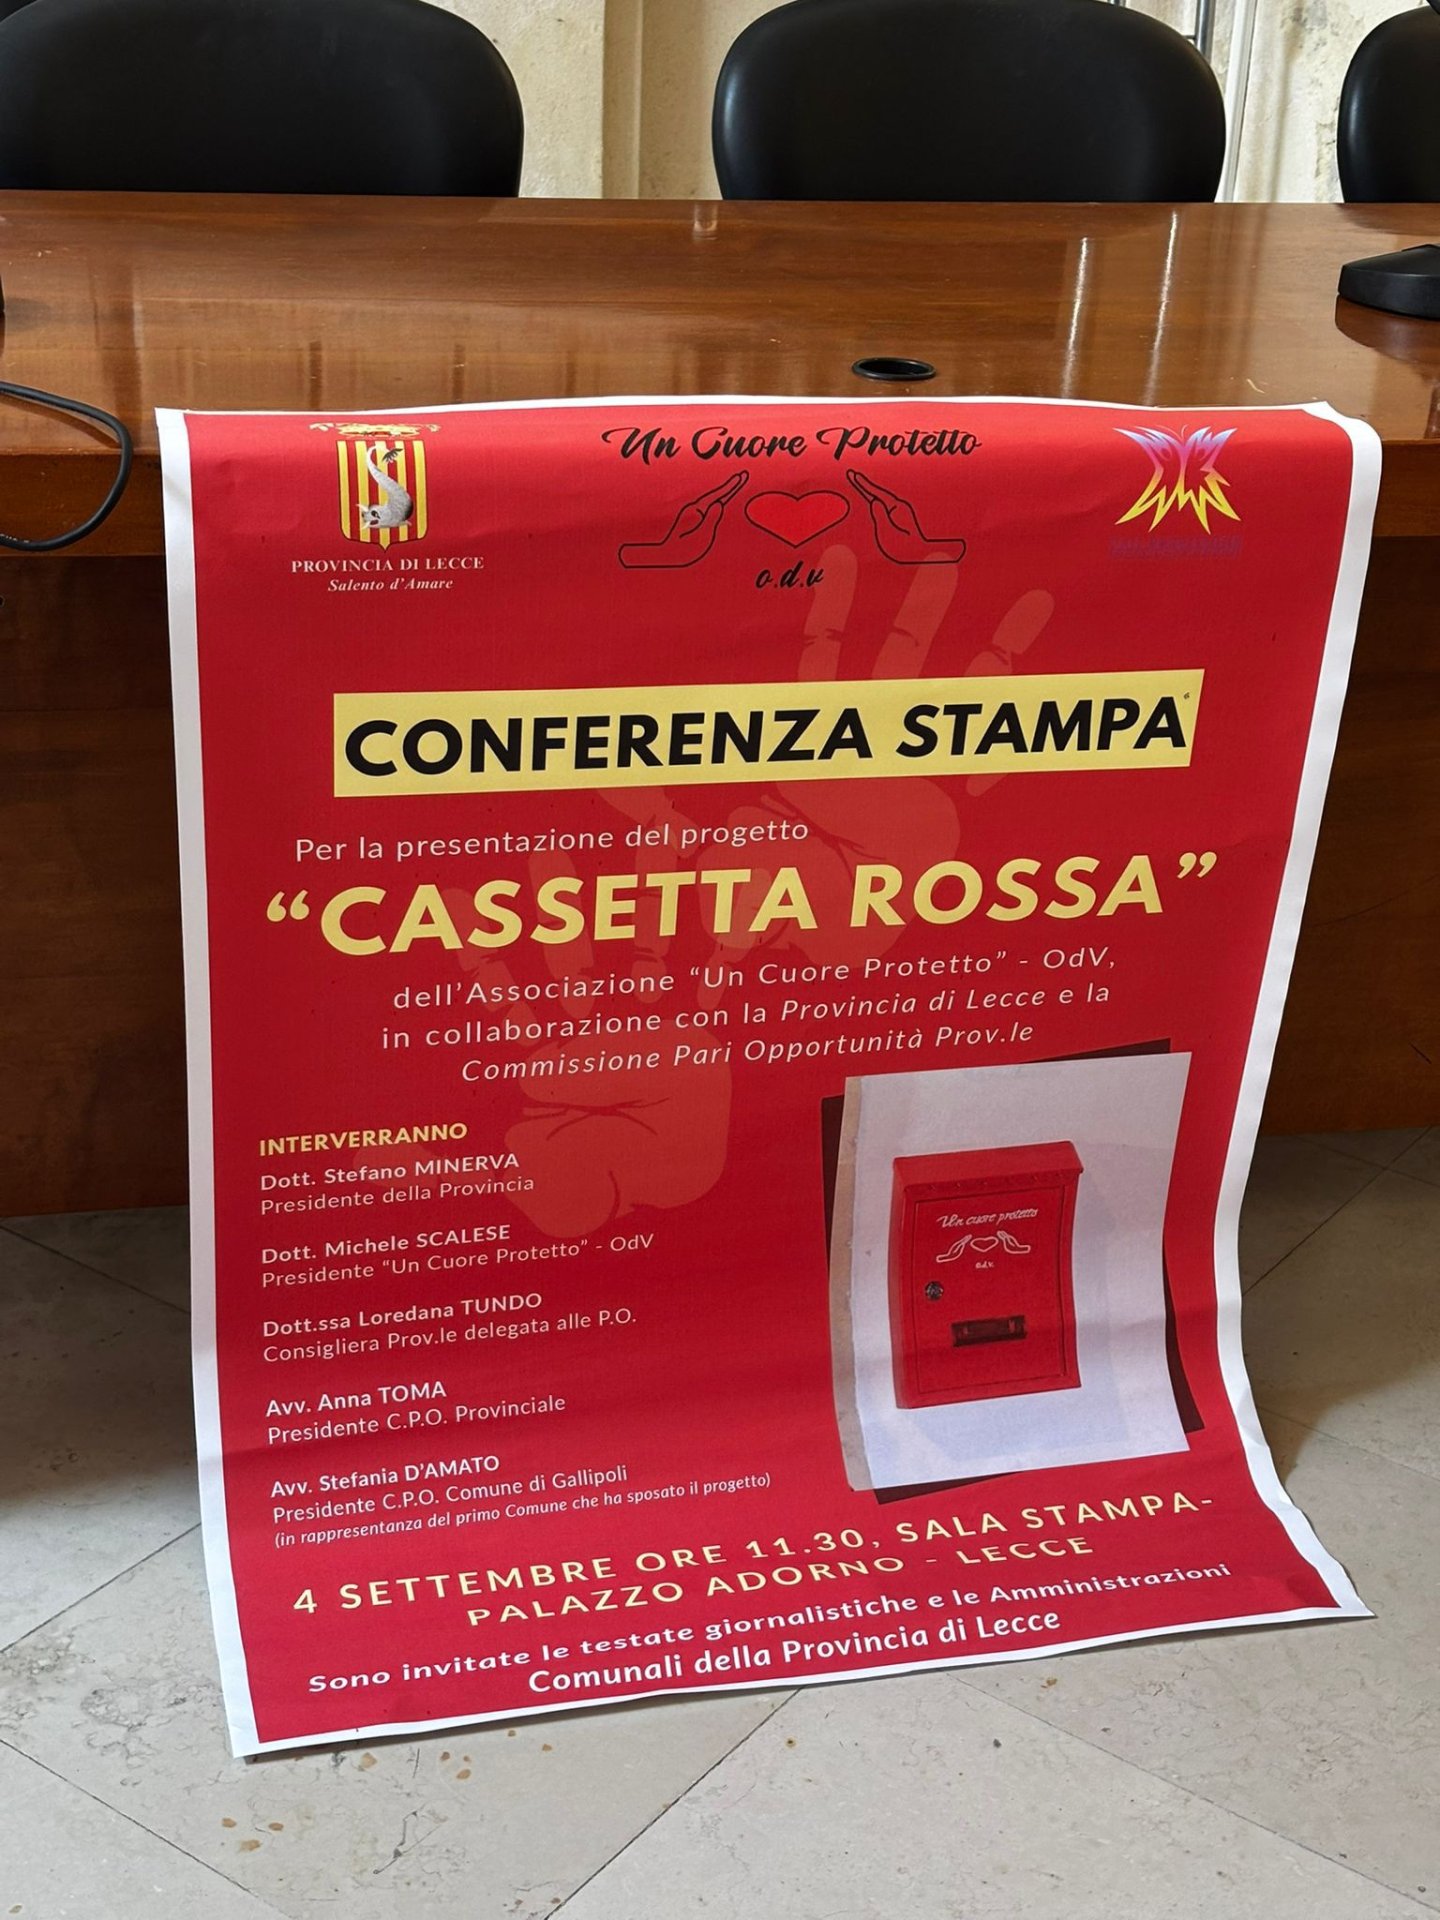 PROVINCIA DI LECCE
Salento d'Amare
Un Cuore Protetto
o.d.v
CONFERENZA STAMPA
Per la presentazione del progetto
“CASSETTA ROSSA”
dell'Associazione “Un Cuore Protetto” - OdV,
in collaborazione con la Provincia di Lecce e la
Commissione Pari Opportunità Prov.le
INTERVERRANNO
Dott. Stefano MINERVA
Presidente della Provincia
Dott. Michele SCALESE
Presidente “Un Cuore Protetto” - OdV
Dott.ssa Loredana TUNDO
Consigliera Prov.le delegata alle P.O.
Avv. Anna TOMA
Presidente C.P.O. Provinciale
Avv. Stefania D'AMATO
Presidente C.P.O. Comune di Gallipoli
(in rappresentanza del primo Comune che ha sposato il progetto)
Un cuore protetto
o.d.v.
4 SETTEMBRE ORE 11.30, SALA STAMPA-
PALAZZO ADORNO - LECCE
Sono invitate le testate giornalistiche e le Amministrazioni
Comunali della Provincia di Lecce